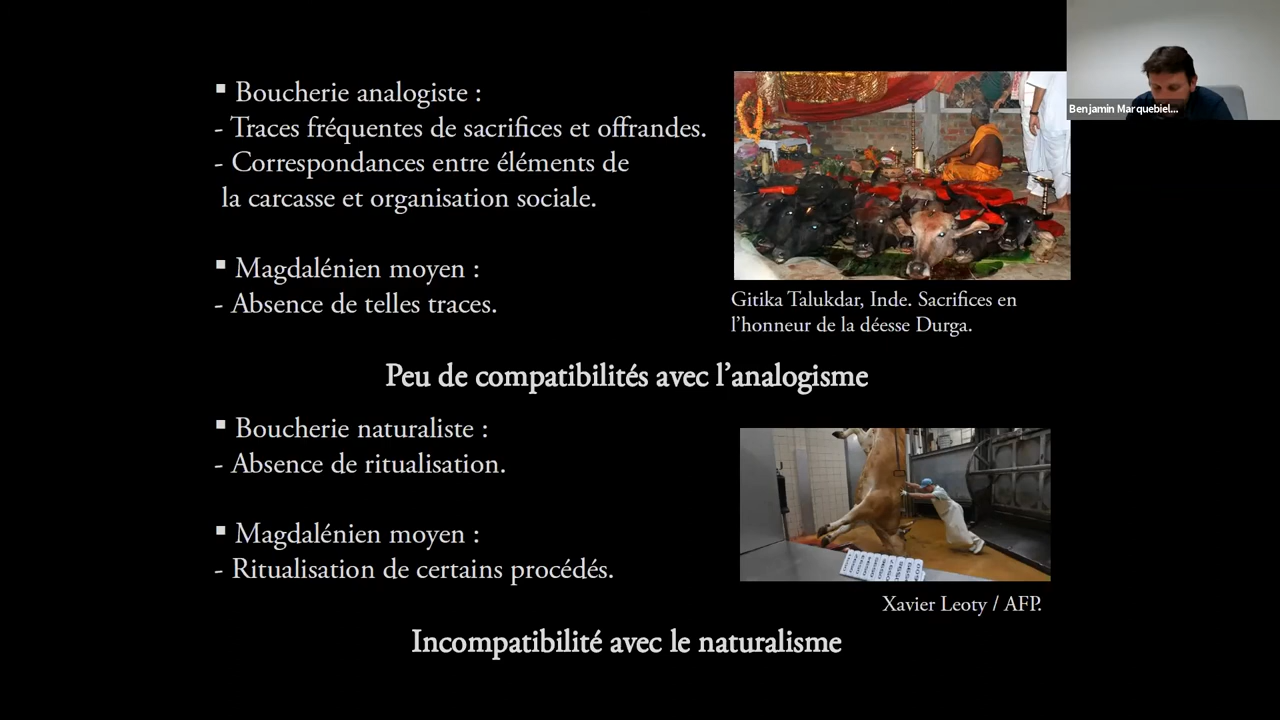 Benjamin Marquebiel...
▪ Boucherie analogiste :
- Traces fréquentes de sacrifices et offrandes.
- Correspondances entre éléments de
la carcasse et organisation sociale.
▪ Magdalénien moyen :
- Absence de telles traces.
Gitika Talukdar, Inde. Sacrifices en
l’honneur de la déesse Durga.
Peu de compatibilités avec l’analogisme
▪ Boucherie naturaliste :
- Absence de ritualisation.
▪ Magdalénien moyen :
- Ritualisation de certains procédés.
Xavier Leoty / AFP.
Incompatibilité avec le naturalisme